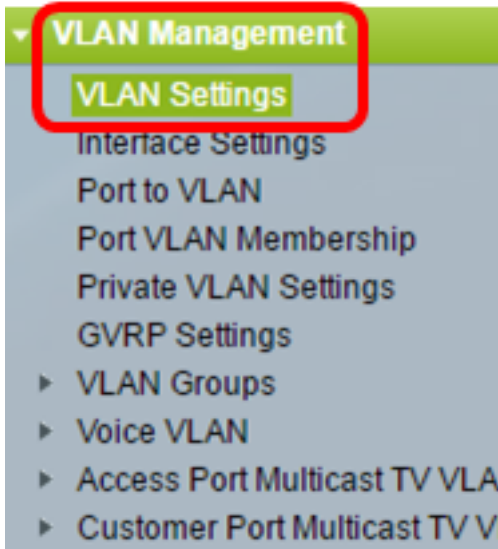 VLAN Management
VLAN Settings
Interface Settings
Port to VLAN
Port VLAN Membership
Private VLAN Settings
GVRP Settings
VLAN Groups
Voice VLAN
Access Port Multicast TV VLA
Customer Port Multicast TV V